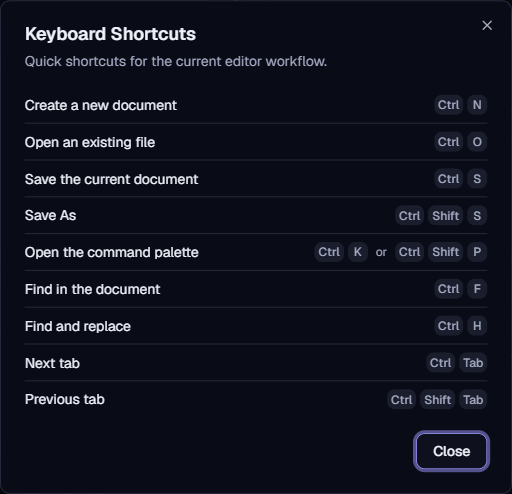 Keyboard Shortcuts
Quick shortcuts for the current editor workflow.
Create a new document Ctrl N
Open an existing file Ctrl O
Save the current document Ctrl S
Save As Ctrl Shift S
Open the command palette Ctrl K or Ctrl Shift P
Find in the document Ctrl F
Find and replace Ctrl H
Next tab Ctrl Tab
Previous tab Ctrl Shift Tab
Close